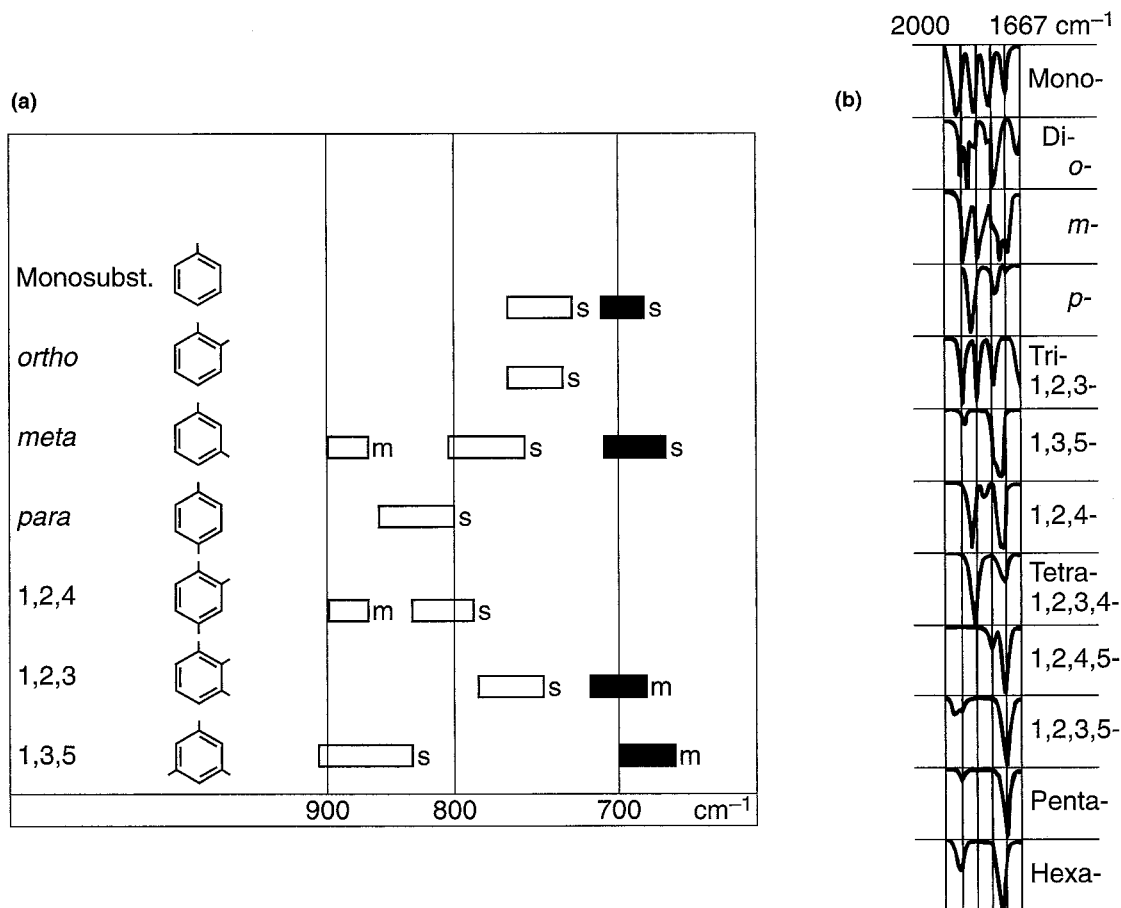 (a)
Monosubst.
s
s
ortho
s
meta
m
s
s
para
s
1,2,4
m
s
1,2,3
s
m
1,3,5
s
m
900
800
700
cm⁻¹
(b)
2000
1667 cm⁻¹
Mono-
Di-
o-
m-
p-
Tri-
1,2,3-
1,3,5-
1,2,4-
Tetra-
1,2,3,4-
1,2,4,5-
1,2,3,5-
Penta-
Hexa-